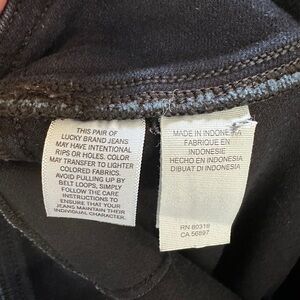 THIS PAIR OF
LUCKY BRAND JEANS
MAY HAVE INTENTIONAL
RIPS OR HOLES. COLOR
MAY TRANSFER TO LIGHTER
COLORED FABRICS.
AVOID PULLING UP BY
BELT LOOPS, SIMPLY
FOLLOW THE CARE
INSTRUCTIONS TO
ENSURE THAT YOUR
JEANS MAINTAIN THEIR
INDIVIDUAL CHARACTER.
MADE IN INDONESIA
FABRIQUE EN
INDONESIE
HECHO EN INDONESIA
DIBUAT DI INDONESIA
RN 80318
CA 56897